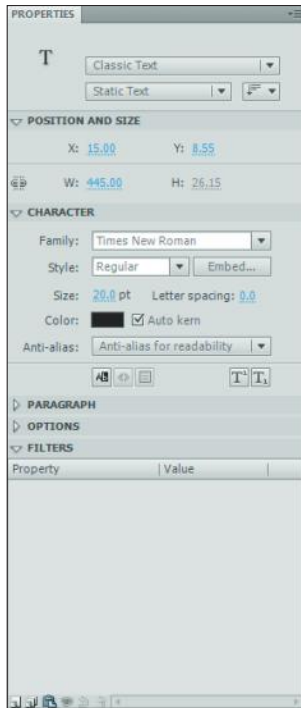 PROPERTIES
T
Classic Text
Static Text
POSITION AND SIZE
X: 15.00 Y: 8.55
W: 445.00 H: 26.15
CHARACTER
Family: Times New Roman
Style: Regular Embed...
Size: 20.0 pt Letter spacing: 0.0
Color: Auto kern
Anti-alias: Anti-alias for readability
T¹ T₁
PARAGRAPH
OPTIONS
FILTERS
Property Value